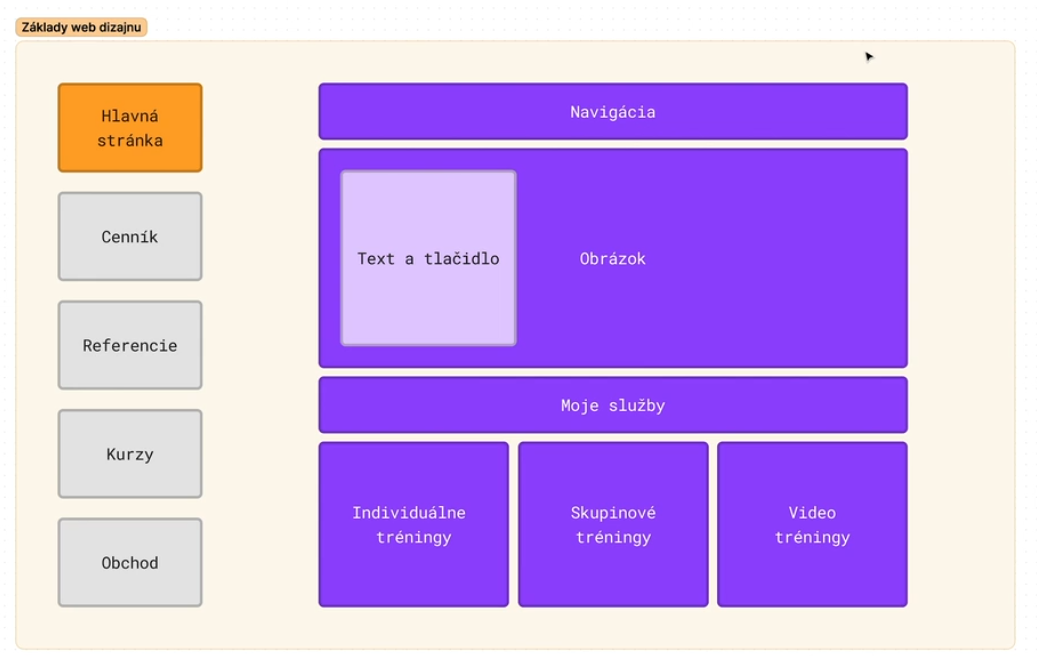 Základy web dizajnu
Hlavná
stránka
Cenník
Referencie
Kurzy
Obchod
Navigácia
Text a tlačidlo
Obrázok
Moje služby
Individuálne
tréningy
Skupinové
tréningy
Video
tréningy